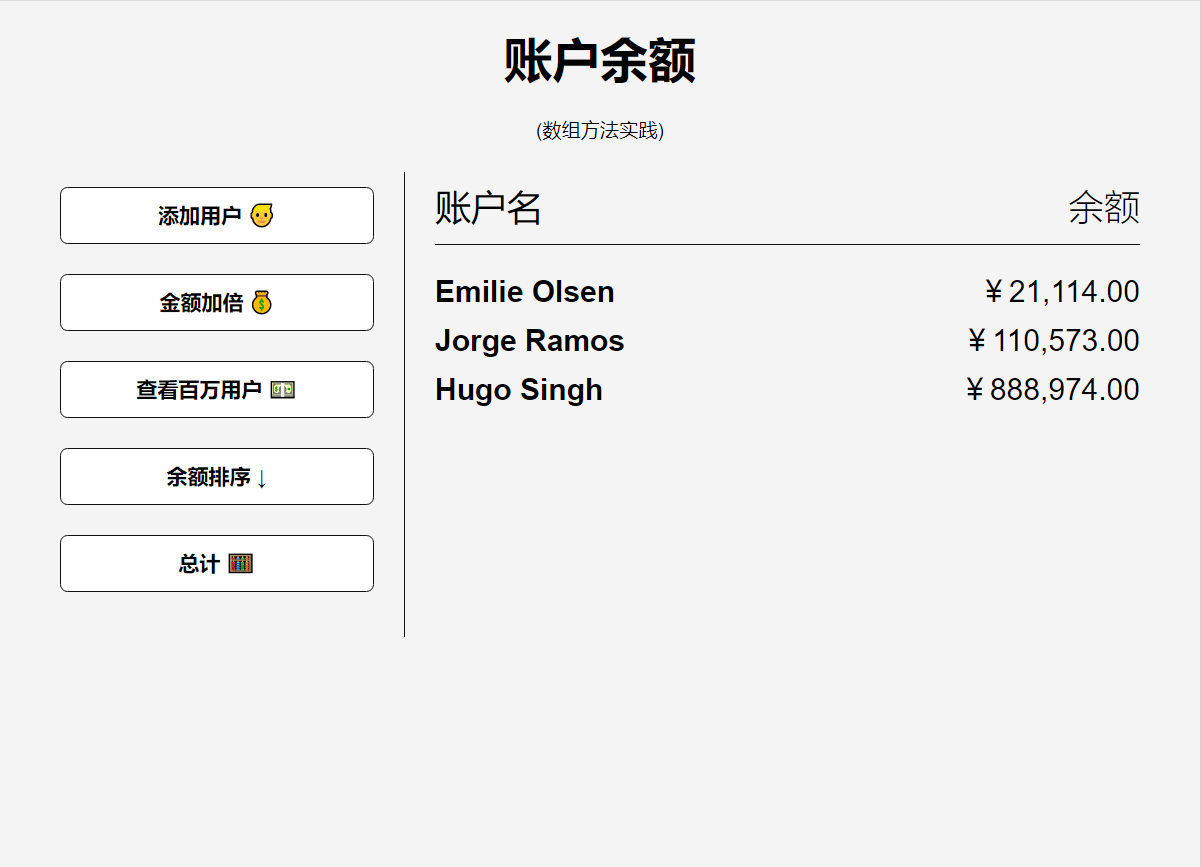 账户余额
(数组方法实践)
添加用户 👱
金额加倍 💰
查看百万用户 💵
余额排序 ↓
总计 🧮
账户名 余额
Emilie Olsen ¥ 21,114.00
Jorge Ramos ¥ 110,573.00
Hugo Singh ¥ 888,974.00